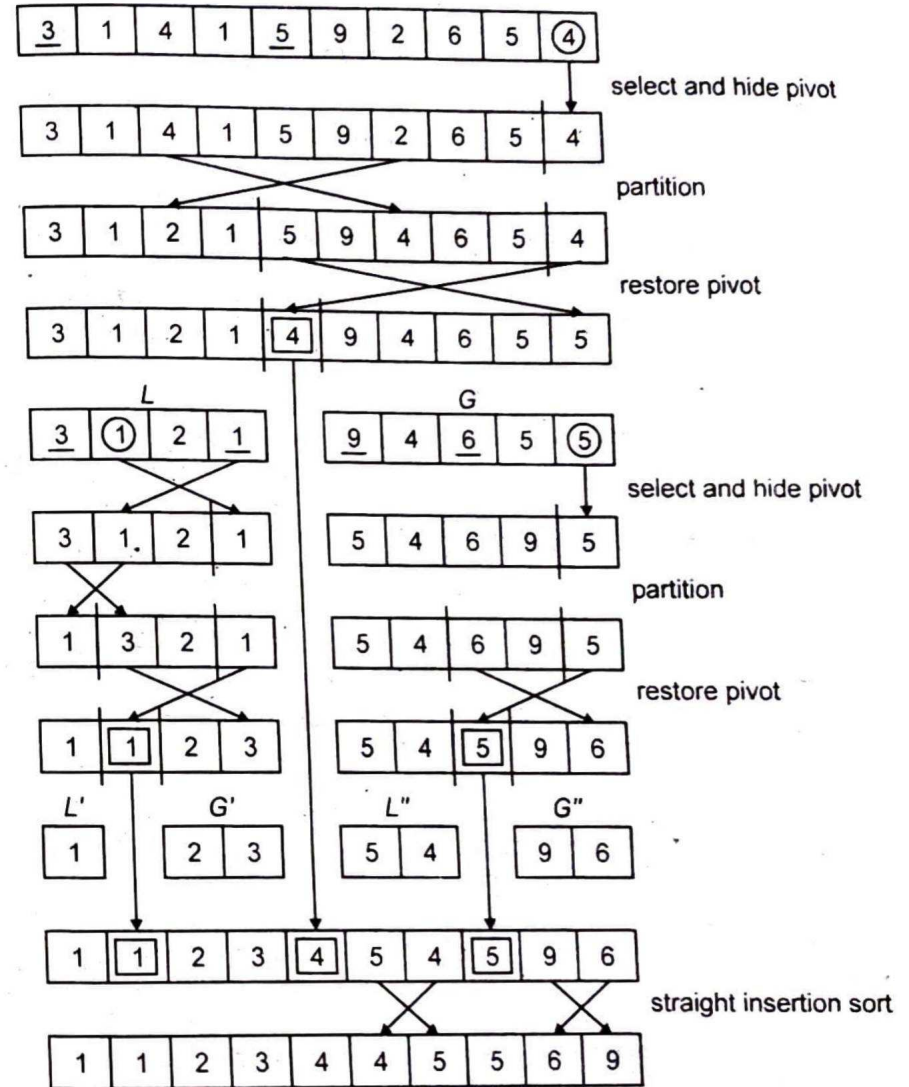 3 1 4 1 5 9 2 6 5 4
select and hide pivot
3 1 4 1 5 9 2 6 5 4
partition
3 1 2 1 5 9 4 6 5 4
restore pivot
3 1 2 1 4 9 4 6 5 5
L G
3 1 2 1 9 4 6 5 5
select and hide pivot
3 1 2 1 5 4 6 9 5
partition
1 3 2 1 5 4 6 9 5
restore pivot
1 1 2 3 5 4 5 9 6
L' G' L" G"
1 2 3 5 4 9 6
1 1 2 3 4 5 4 5 9 6
straight insertion sort
1 1 2 3 4 4 5 5 6 9